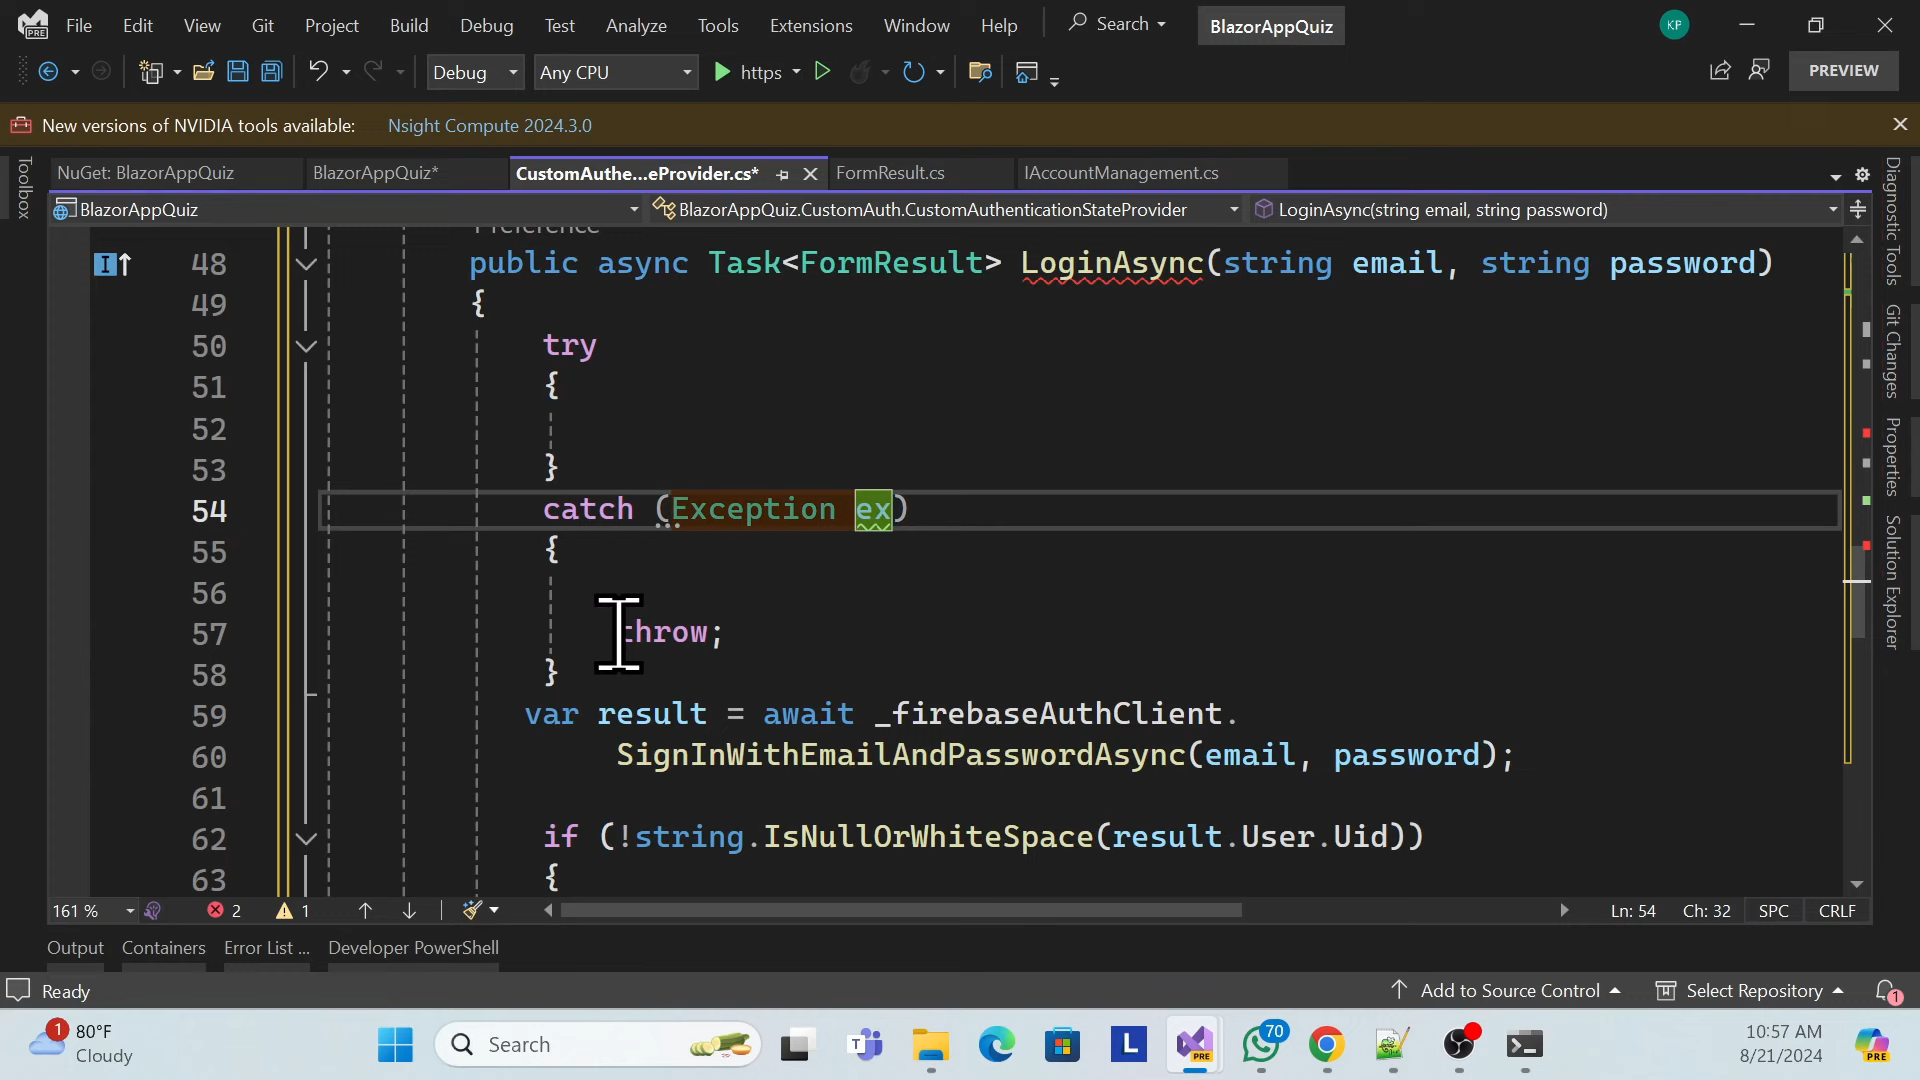 File Edit View Git Project Build Debug Test Analyze Tools Extensions Window Help Search BlazorAppQuiz KP
Debug Any CPU https PREVIEW
New versions of NVIDIA tools available: Nsight Compute 2024.3.0
NuGet: BlazorAppQuiz BlazorAppQuiz* CustomAuthe...eProvider.cs* FormResult.cs IAccountManagement.cs
BlazorAppQuiz BlazorAppQuiz.CustomAuth.CustomAuthenticationStateProvider LoginAsync(string email, string password)
Toolbox
Diagnostic Tools
Git Changes
Properties
Solution Explorer
1 reference
48 public async Task<FormResult> LoginAsync(string email, string password)
49 {
50 try
51 {
52
53 }
54 catch (Exception ex)
55 {
56
57 throw;
58 }
59 var result = await _firebaseAuthClient.
60 SignInWithEmailAndPasswordAsync(email, password);
61
62 if (!string.IsNullOrWhiteSpace(result.User.Uid))
63 {
161 % 2 1 Ln: 54 Ch: 32 SPC CRLF
Output Containers Error List ... Developer PowerShell
Ready Add to Source Control Select Repository 1
1 80°F
Cloudy
Search
T
L
PRE
70
10:57 AM
8/21/2024
PRE